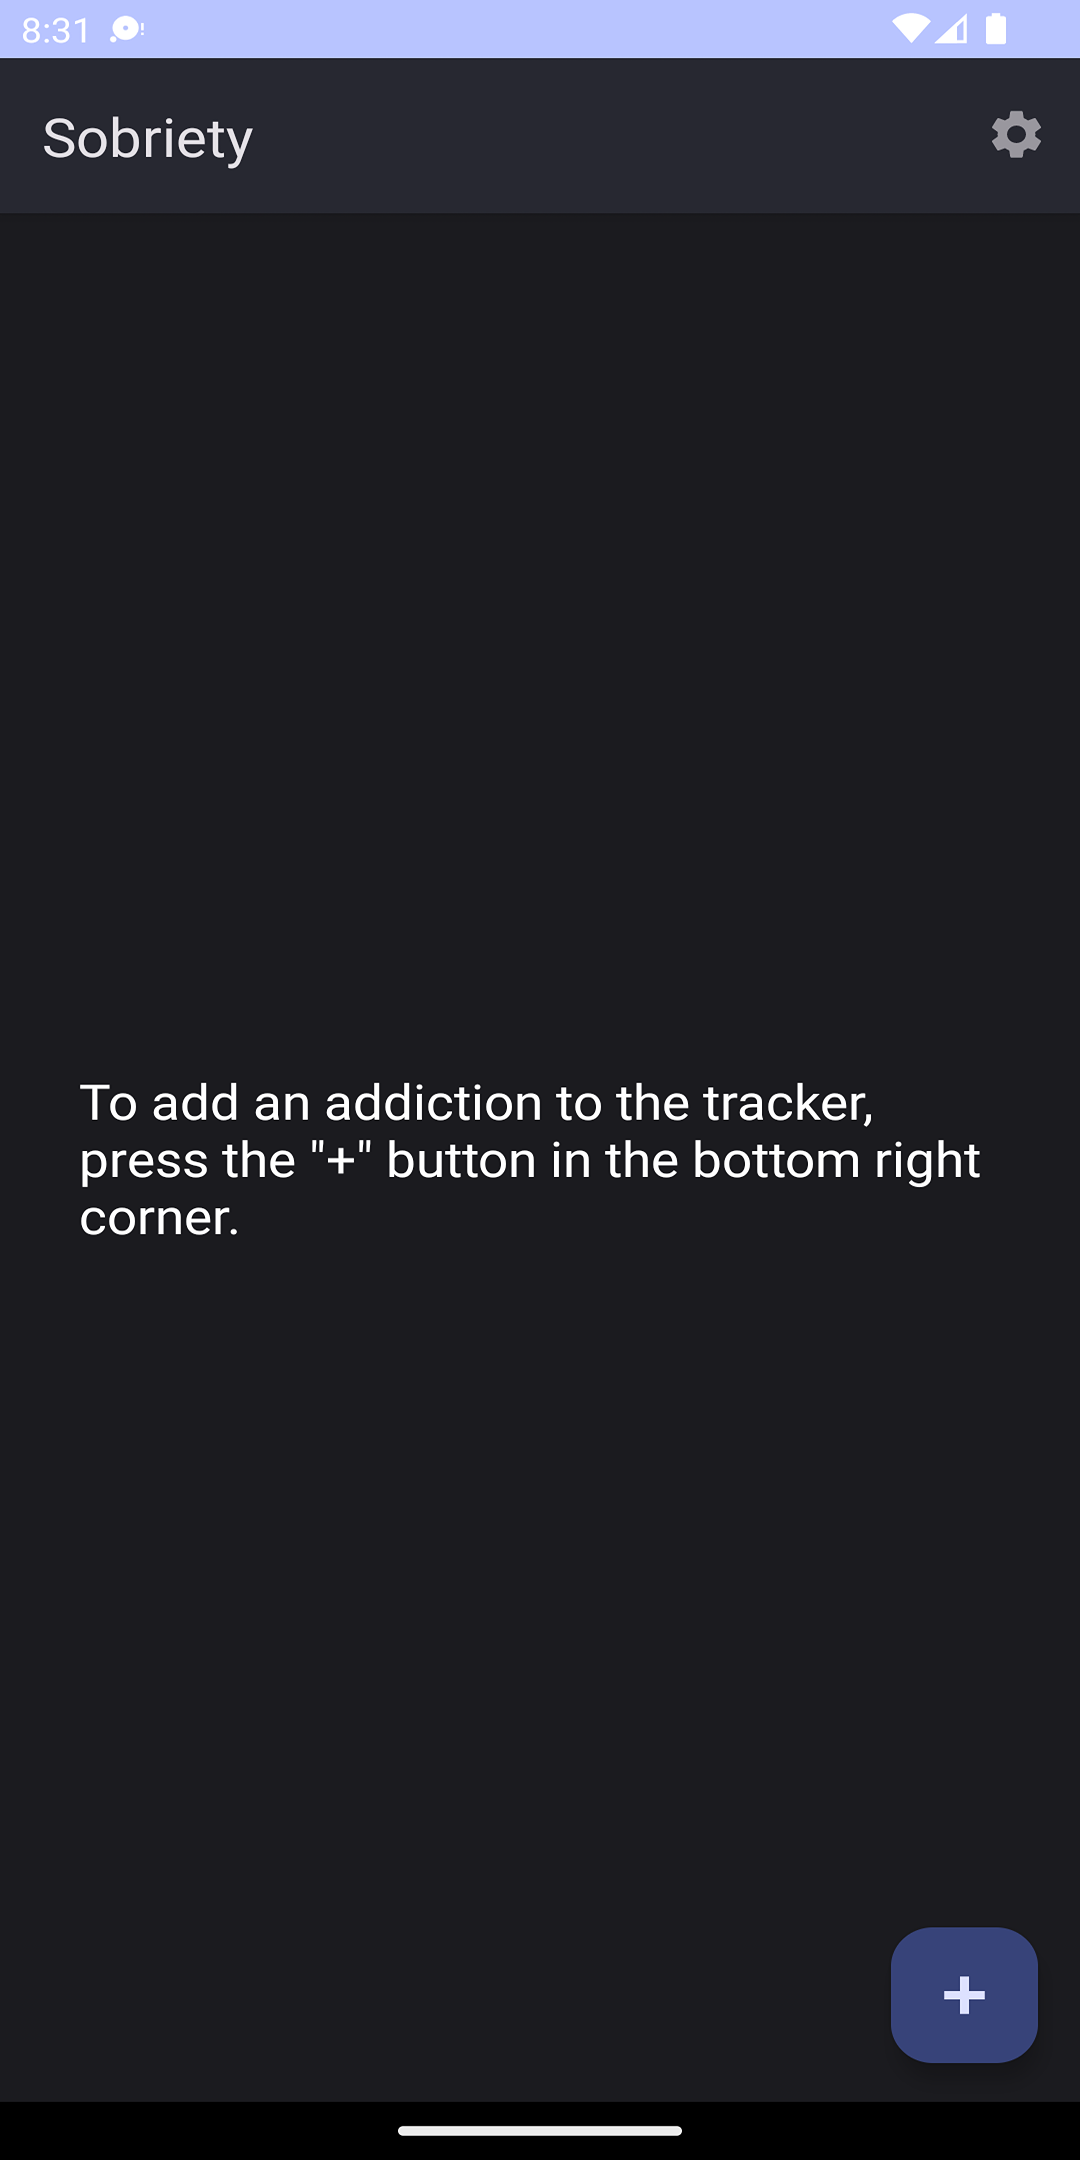 8:31
Sobriety
To add an addiction to the tracker,
press the "+" button in the bottom right
corner.
+